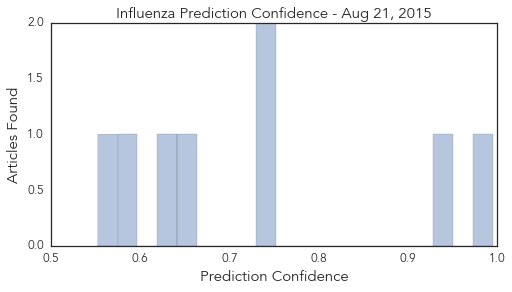 Influenza Prediction Confidence - Aug 21, 2015
2.0
1.5
1.0
0.5
0.0
Articles Found
0.5 0.6 0.7 0.8 0.9 1.0
Prediction Confidence